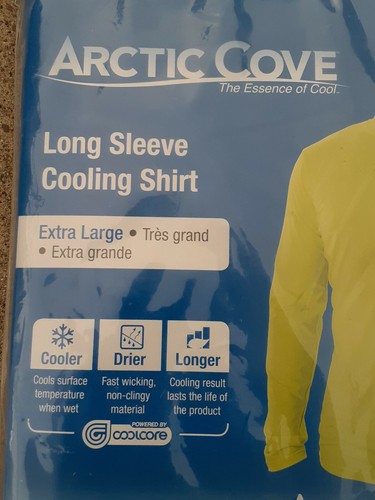 ARCTIC COVE
The Essence of Cool™
Long Sleeve
Cooling Shirt
Extra Large • Très grand
• Extra grande
Cooler
Cools surface
temperature
when wet
Drier
Fast wicking,
non-clingy
material
Longer
Cooling result
lasts the life of
the product
POWERED BY
coolcore